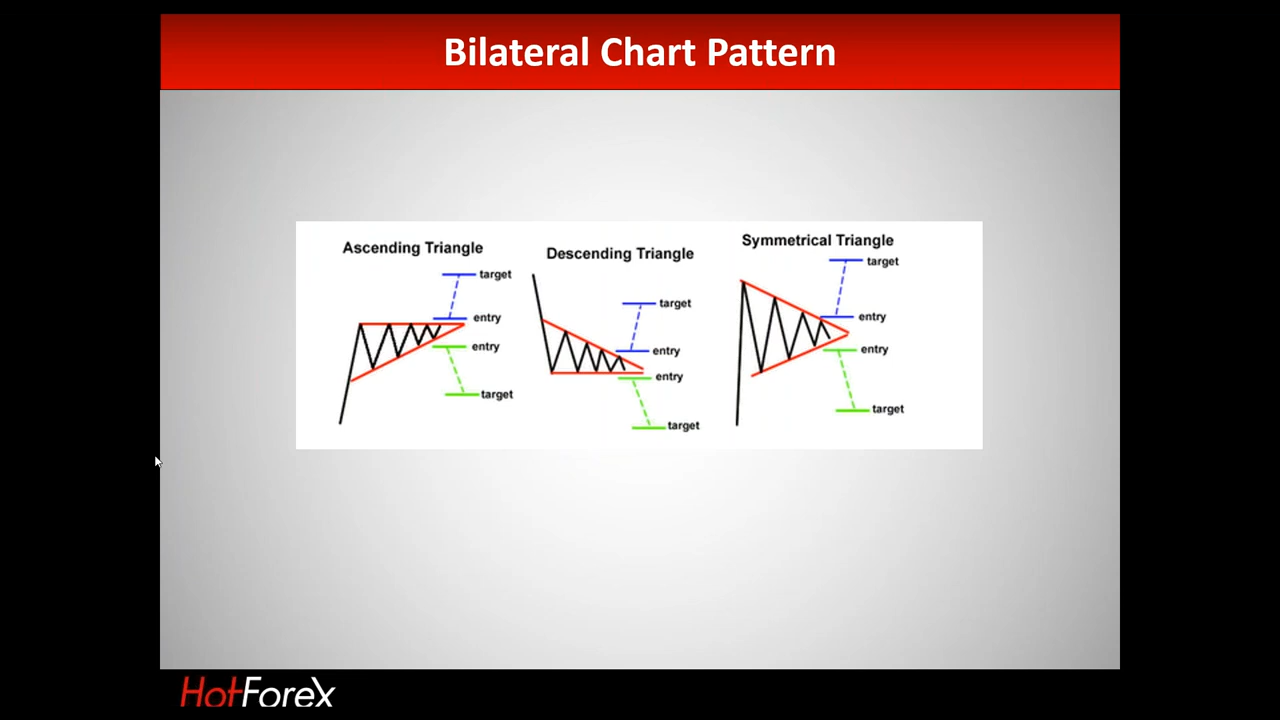 Bilateral Chart Pattern
Ascending Triangle
target
entry
entry
target
Descending Triangle
target
entry
entry
target
Symmetrical Triangle
target
entry
entry
target
HotForex